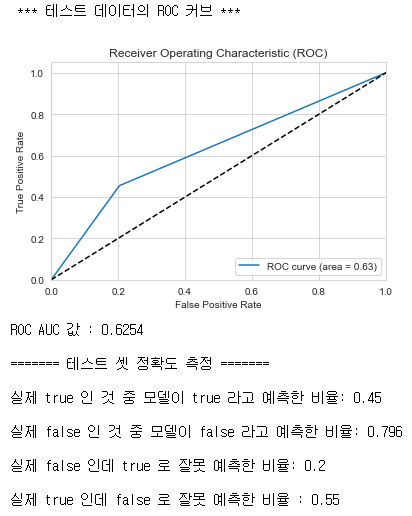 *** 테스트 데이터의 ROC 커브 ***
Receiver Operating Characteristic (ROC)
1.0
0.8
0.6
0.4
0.2
0.0
True Positive Rate
0.0 0.2 0.4 0.6 0.8 1.0
False Positive Rate
ROC curve (area = 0.63)
ROC AUC 값 : 0.6254
======= 테스트 셋 정확도 측정 =======
실제 true 인 것 중 모델이 true 라고 예측한 비율: 0.45
실제 false 인 것 중 모델이 false 라고 예측한 비율: 0.796
실제 false 인데 true 로 잘못 예측한 비율: 0.2
실제 true 인데 false 로 잘못 예측한 비율 : 0.55